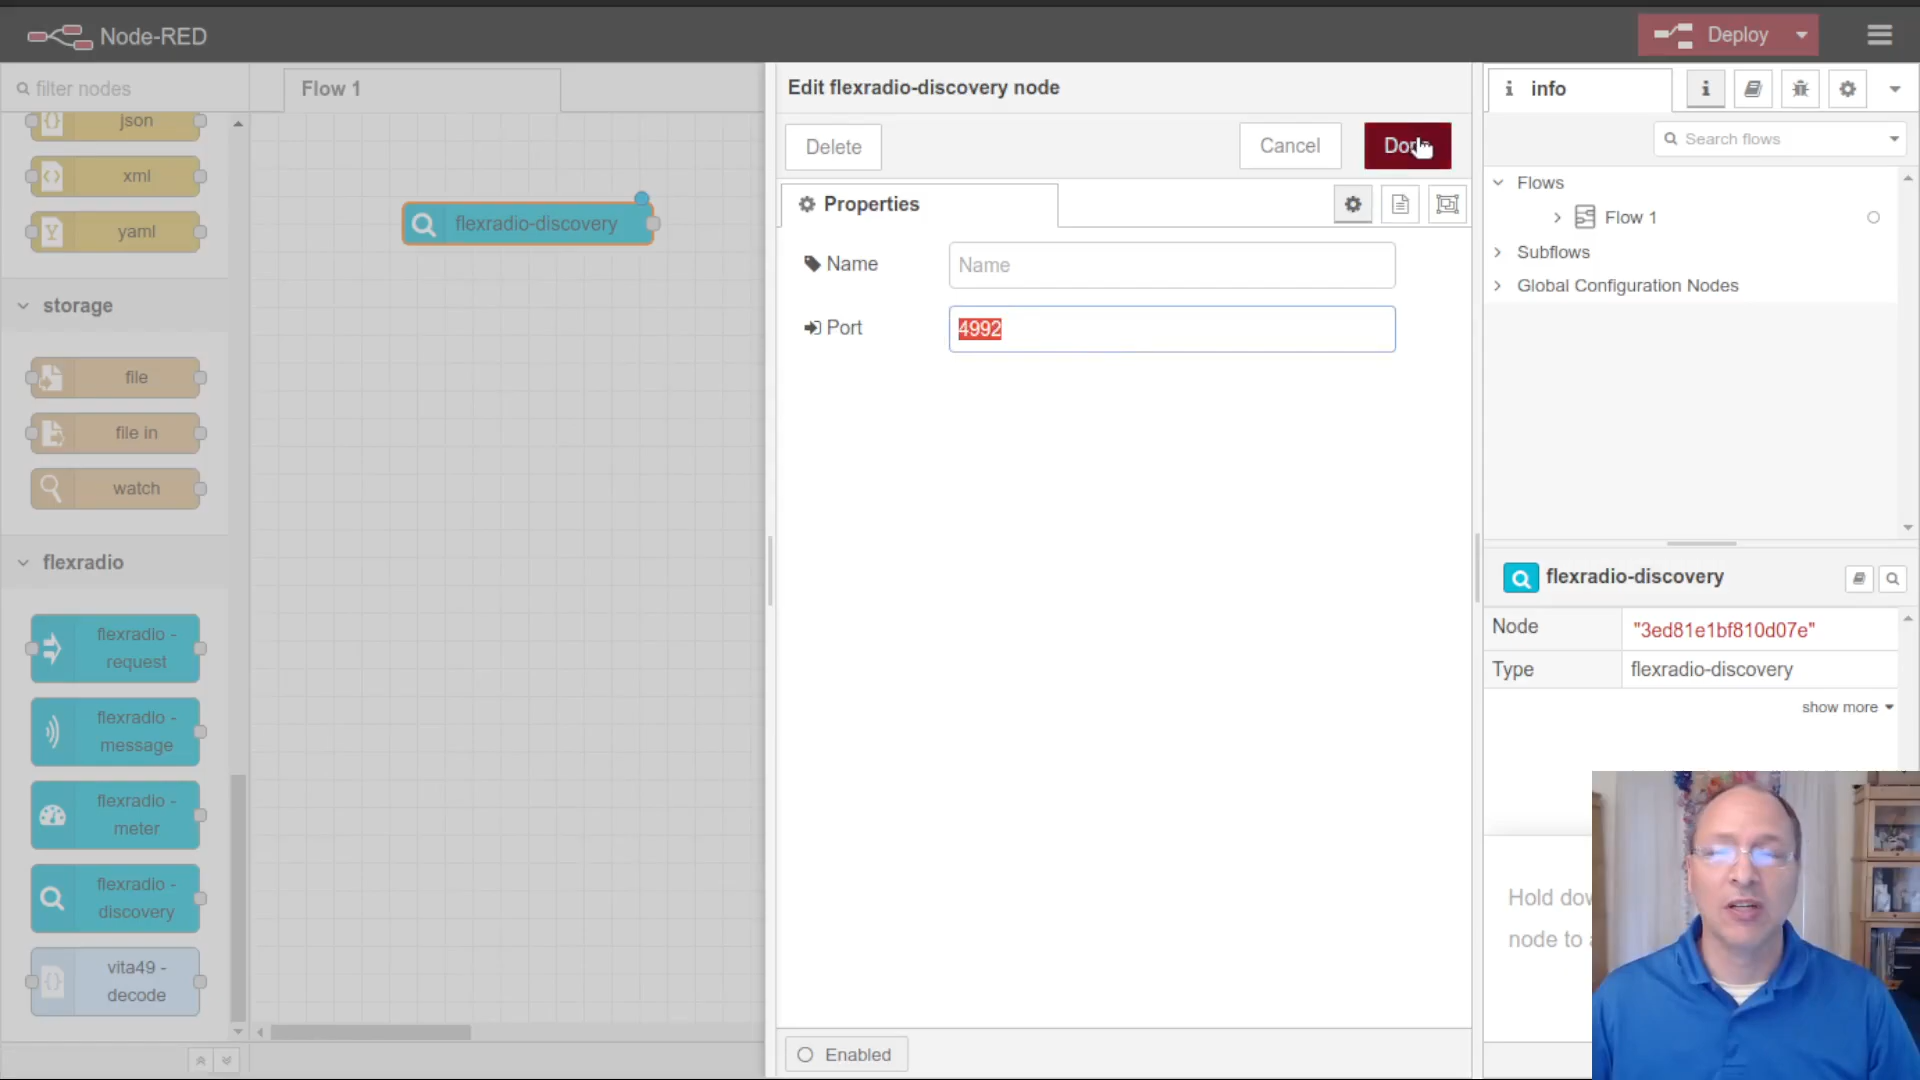 Node-RED
Deploy
filter nodes
Flow 1
Edit flexradio-discovery node
info
Delete
Cancel
Search flows
json
xml
yaml
storage
file
file in
watch
flexradio
flexradio -
request
flexradio -
message
flexradio -
meter
flexradio -
discovery
vita49 -
decode
flexradio-discovery
Properties
Name
Name
Port
4992
Enabled
Flows
Flow 1
Subflows
Global Configuration Nodes
flexradio-discovery
Node
"3ed81e1bf810d07e"
Type
flexradio-discovery
show more
Hold
node to